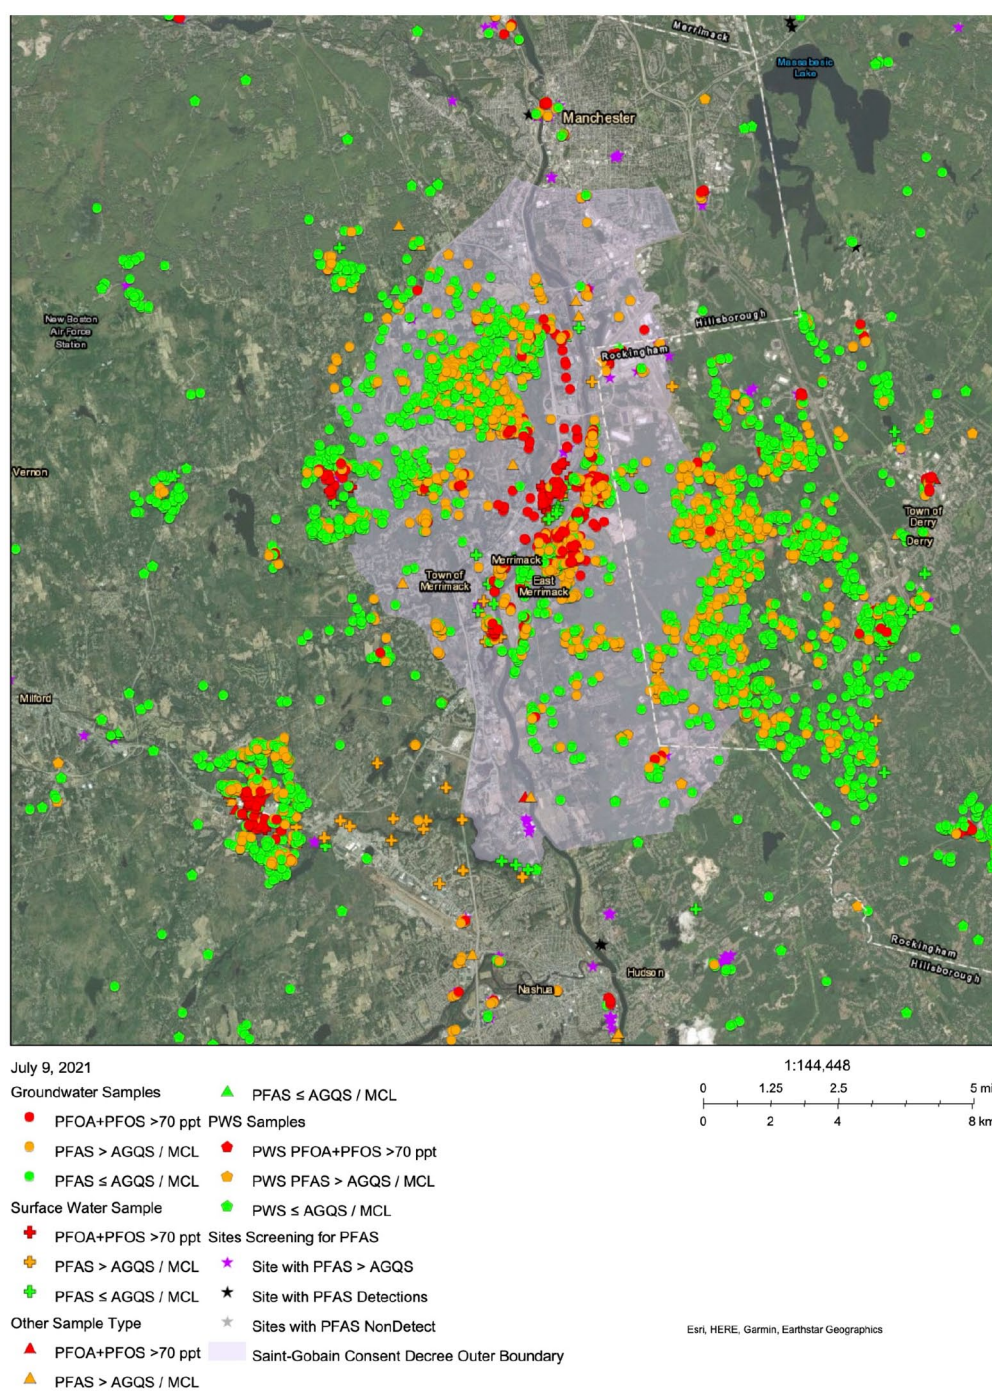 Merrimack
Massabesic
Lake
Manchester
New Boston
Air Force
Station
Hillsborough
Rockingham
Vernon
Town of
Derry
Derry
Merrimack
Town of
Merrimack
East
Merrimack
Milford
Rockingham
Hillsborough
Hudson
Nashua
July 9, 2021
1:144,448
Groundwater Samples
PFAS ≤ AGQS / MCL
0 1.25 2.5 5 mi
PFOA+PFOS >70 ppt
PWS Samples
0 2 4 8 km
PFAS > AGQS / MCL
PWS PFOA+PFOS >70 ppt
PFAS ≤ AGQS / MCL
PWS PFAS > AGQS / MCL
Surface Water Sample
PWS ≤ AGQS / MCL
PFOA+PFOS >70 ppt
Sites Screening for PFAS
PFAS > AGQS / MCL
Site with PFAS > AGQS
PFAS ≤ AGQS / MCL
Site with PFAS Detections
Other Sample Type
Sites with PFAS NonDetect
Esri, HERE, Garmin, Earthstar Geographics
PFOA+PFOS >70 ppt
Saint-Gobain Consent Decree Outer Boundary
PFAS > AGQS / MCL